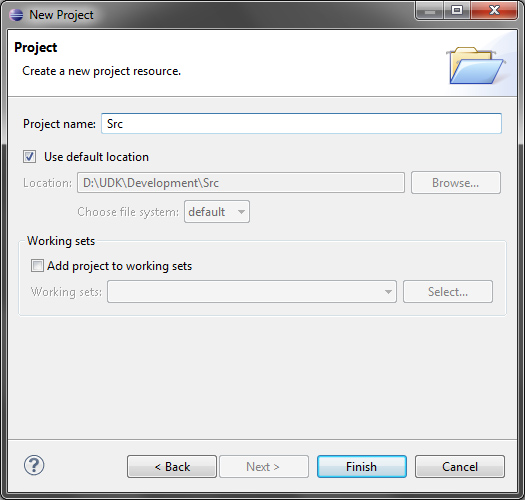 New Project
Project
Create a new project resource.
Project name: Src
Use default location
Location: D:\UDK\Development\Src Browse...
Choose file system: default
Working sets
Add project to working sets
Working sets: Select...
? < Back Next > Finish Cancel